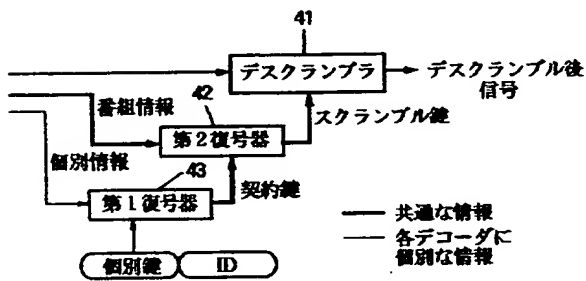 41
デスクランブラ
デスクランブル後
信号
番組情報
42
スクランブル鍵
第2復号器
個別情報
43
契約鍵
第1復号器
共通な情報
各デコーダに
個別な情報
個別鍵
ID